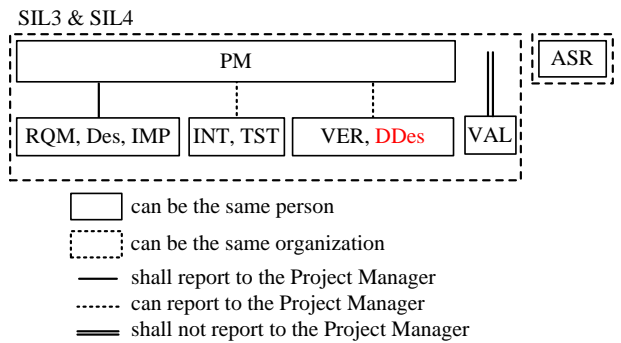 SIL3 & SIL4
PM
ASR
RQM, Des, IMP
INT, TST
VER, DDes
VAL
can be the same person
can be the same organization
shall report to the Project Manager
can report to the Project Manager
shall not report to the Project Manager